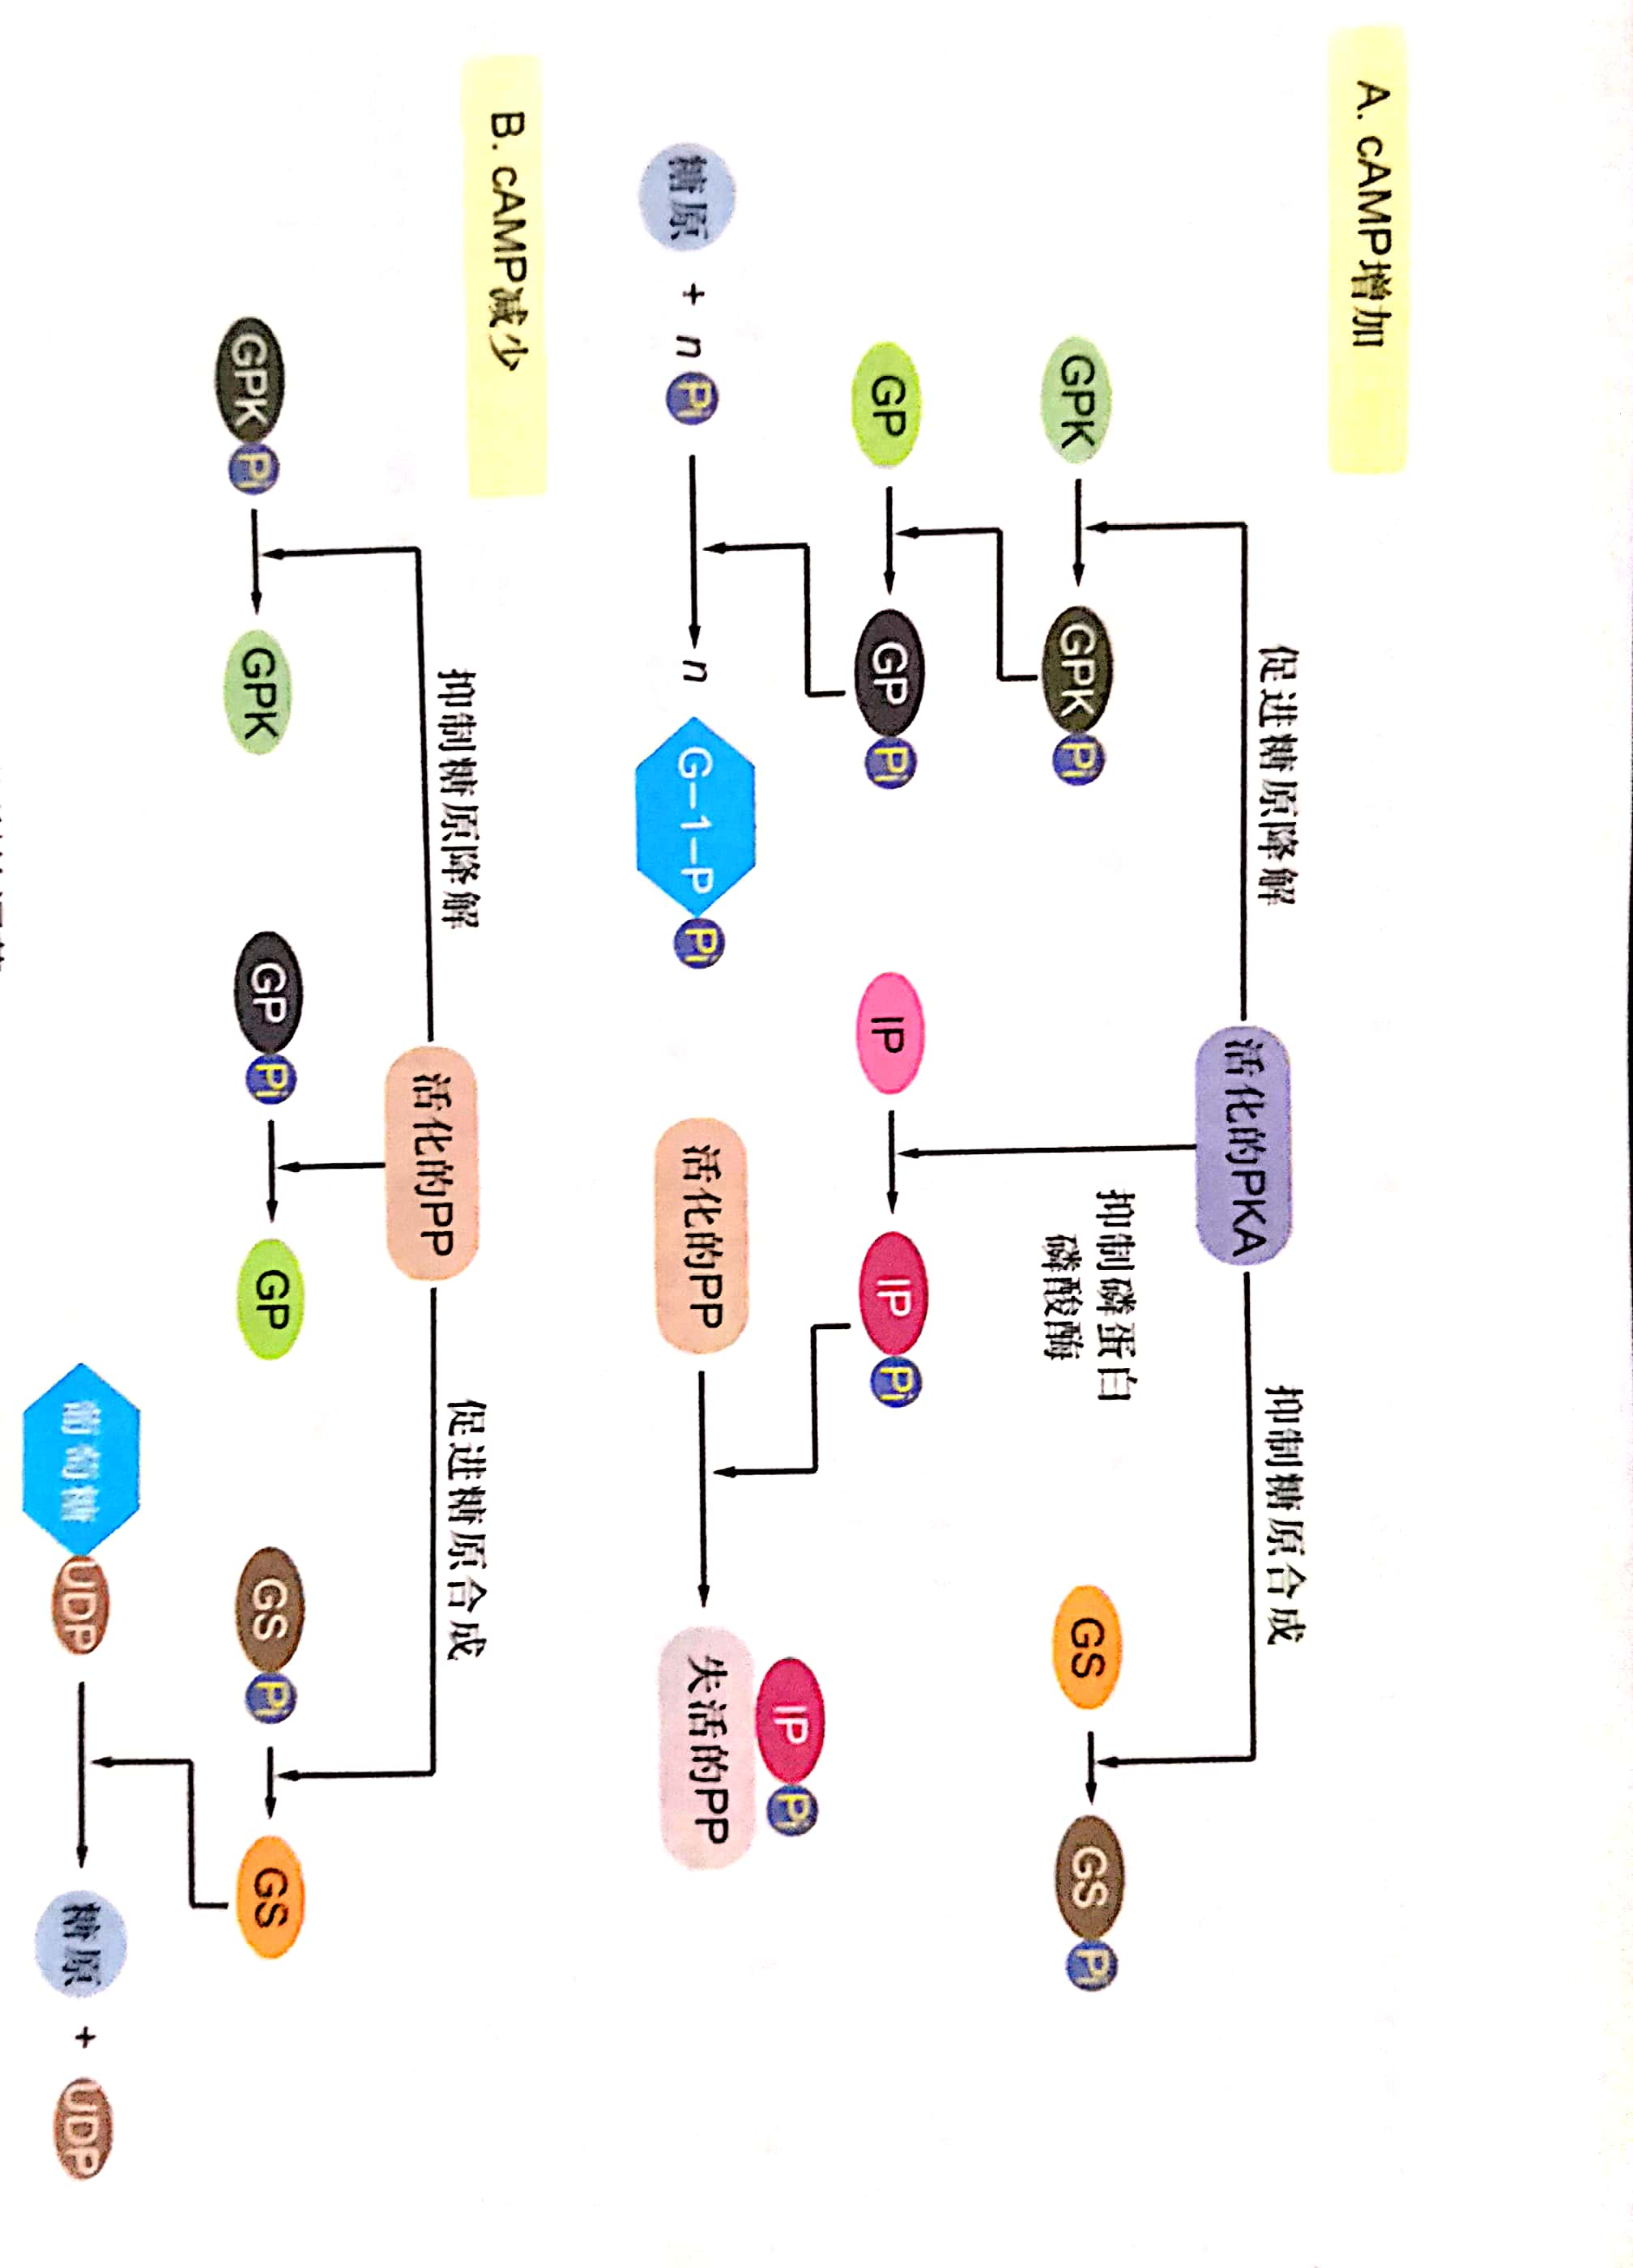 A. cAMP增加
促进糖原降解
活化的PKA
抑制糖原合成
GPK
GPK Pi
抑制磷蛋白
磷酸酶
GS
GS Pi
GP
GP Pi
IP
IP Pi
糖原 + n Pi
n G-1-P Pi
活化的PP
IP Pi
失活的PP
B. cAMP减少
抑制糖原降解
活化的PP
促进糖原合成
GPK Pi
GPK
GP Pi
GP
GS Pi
GS
葡萄糖 UDP
糖原 + UDP